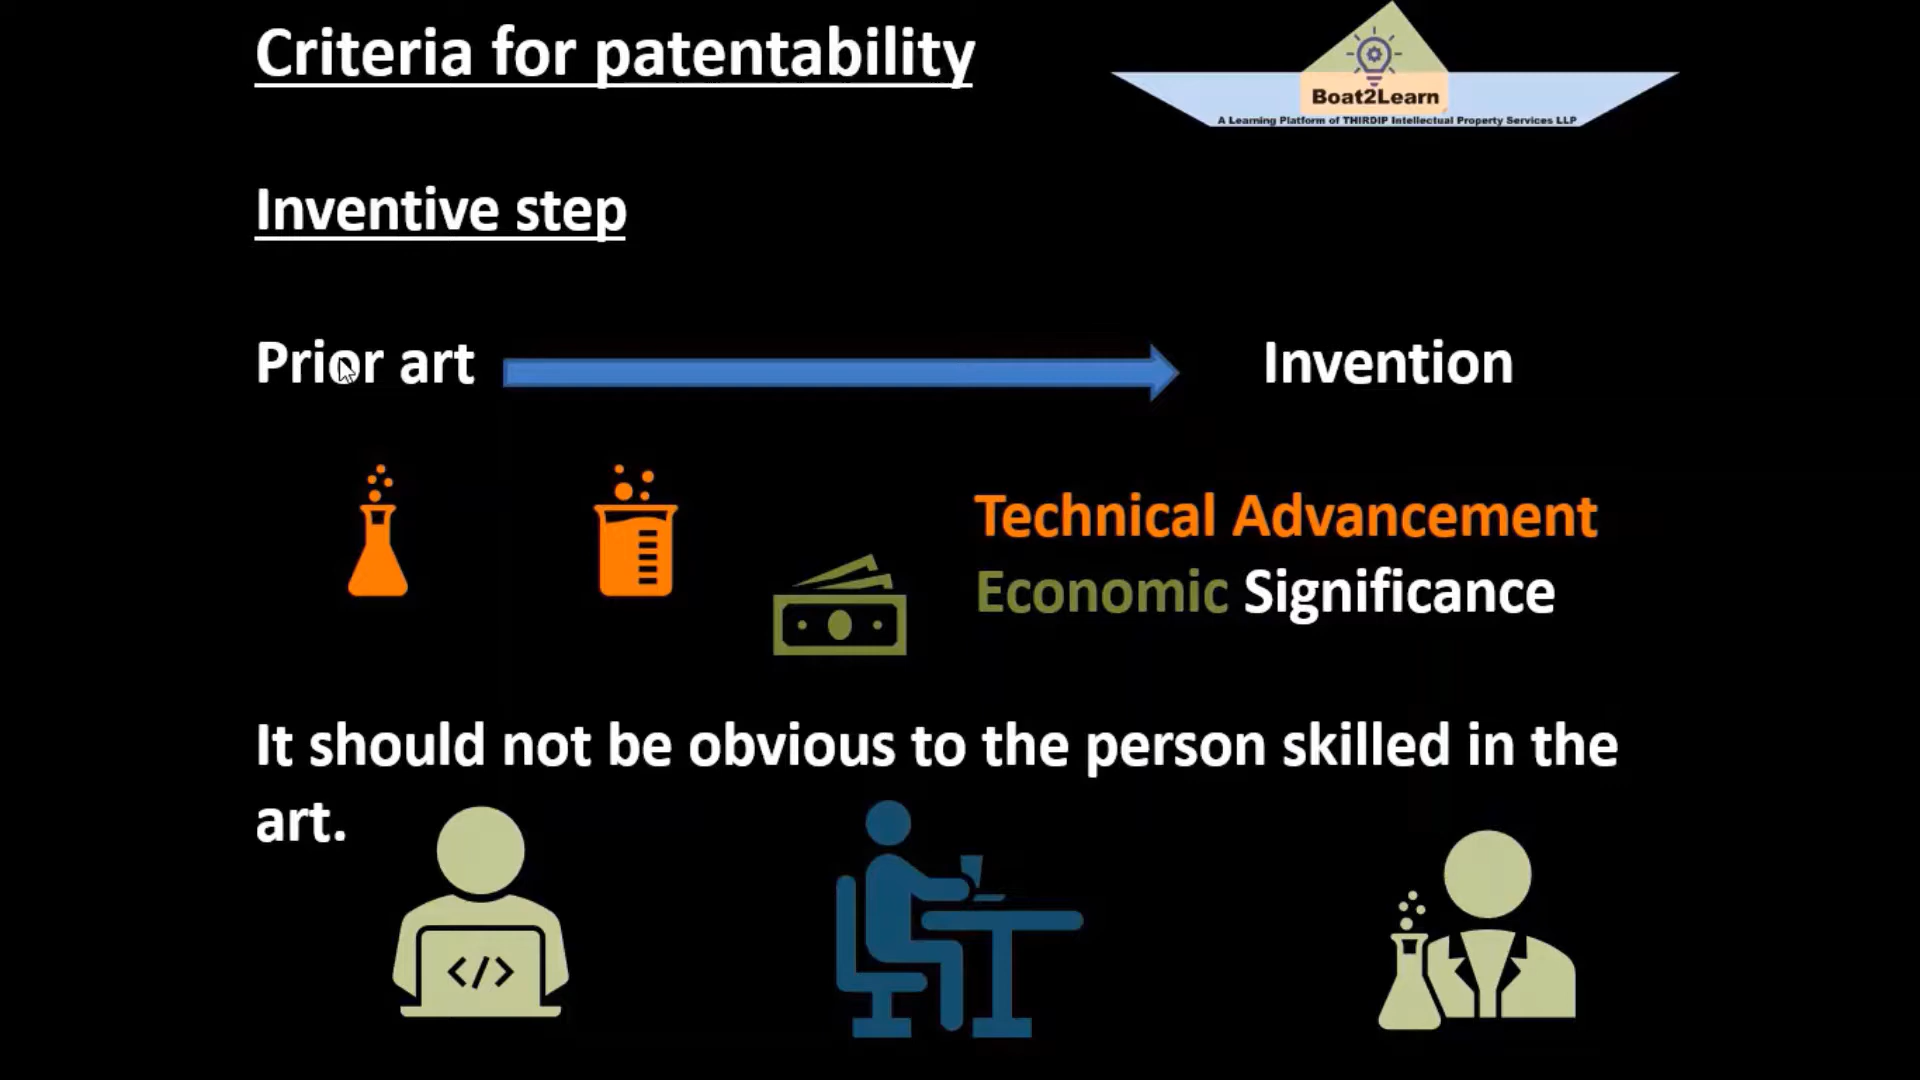 Criteria for patentability
Boat2Learn
A Learning Platform of THIRDIP Intellectual Property Services LLP
Inventive step
Prior art
Invention
Technical Advancement
Economic Significance
It should not be obvious to the person skilled in the
art.
</>